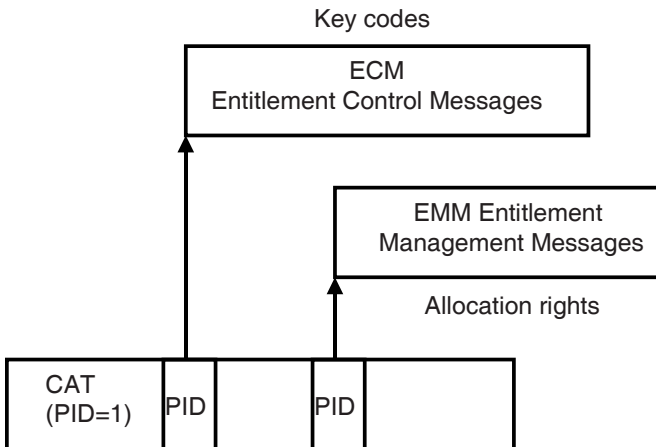 Key codes
ECM
Entitlement Control Messages
EMM Entitlement
Management Messages
Allocation rights
CAT
(PID=1)
PID
PID